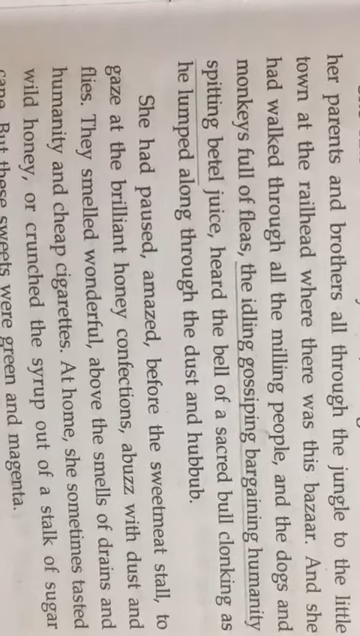 her parents and brothers all through the jungle to the little
town at the railhead where there was this bazaar. And she
had walked through all the milling people, and the dogs and
monkeys full of fleas, the idling gossiping bargaining humanity
spitting betel juice, heard the bell of a sacred bull clonking as
he lumped along through the dust and hubbub.
She had paused, amazed, before the sweetmeat stall, to
gaze at the brilliant honey confections, abuzz with dust and
flies. They smelled wonderful, above the smells of drains and
humanity and cheap cigarettes. At home, she sometimes tasted
wild honey, or crunched the syrup out of a stalk of sugar
cane. But these sweets were green and magenta.